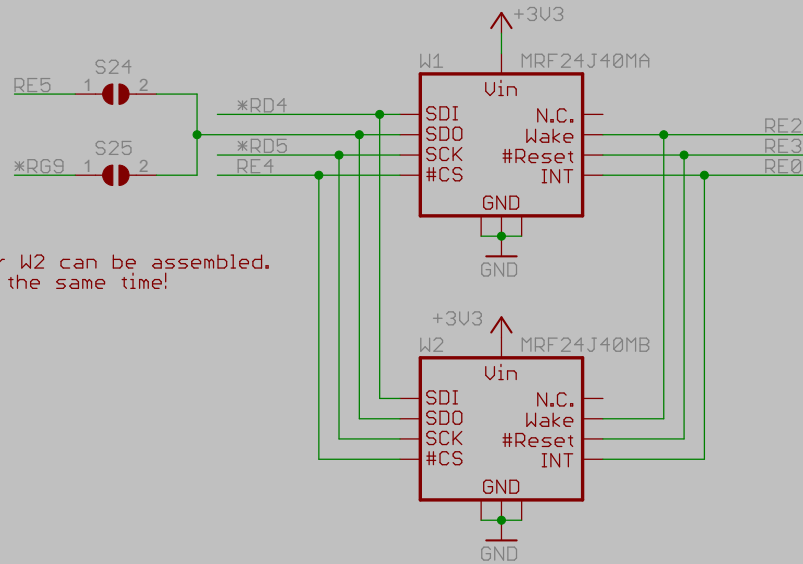 +3V3
W1 MRF24J40MA
Vin
S24
RE5 1 2
*RD4 SDI N.C.
SDO Wake RE2
S25 *RD5 SCK #Reset RE3
*RG9 1 2 RE4 #CS INT RE0
GND
GND
W2 can be assembled.
the same time!
+3V3
W2 MRF24J40MB
Vin
SDI N.C.
SDO Wake
SCK #Reset
#CS INT
GND
GND